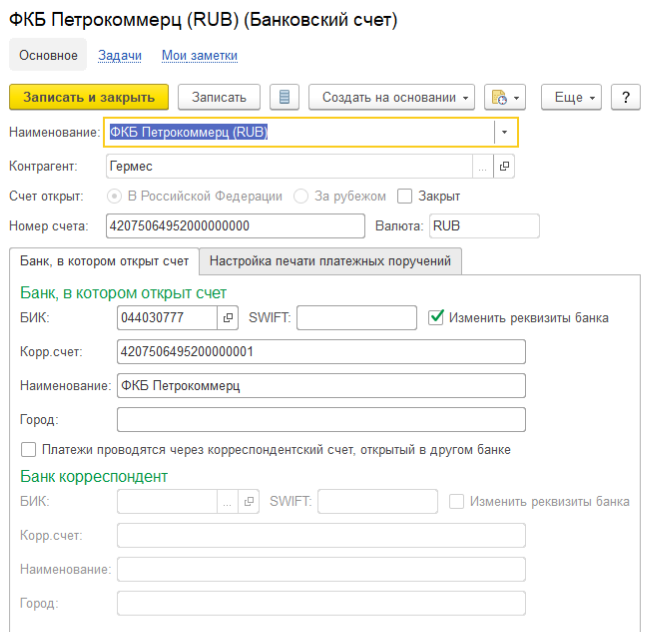 ФКБ Петрокоммерц (RUB) (Банковский счет)
Основное Задачи Мои заметки
Записать и закрыть Записать Создать на основании Еще ?
Наименование: ФКБ Петрокоммерц (RUB)
Контрагент: Гермес ...
Счет открыт: В Российской Федерации За рубежом Закрыт
Номер счета: 42075064952000000000 Валюта: RUB
Банк, в котором открыт счет Настройка печати платежных поручений
Банк, в котором открыт счет
БИК: 044030777 SWIFT: Изменить реквизиты банка
Корр.счет: 4207506495200000001
Наименование: ФКБ Петрокоммерц
Город:
Платежи проводятся через корреспондентский счет, открытый в другом банке
Банк корреспондент
БИК: ... SWIFT: Изменить реквизиты банка
Корр.счет:
Наименование:
Город: